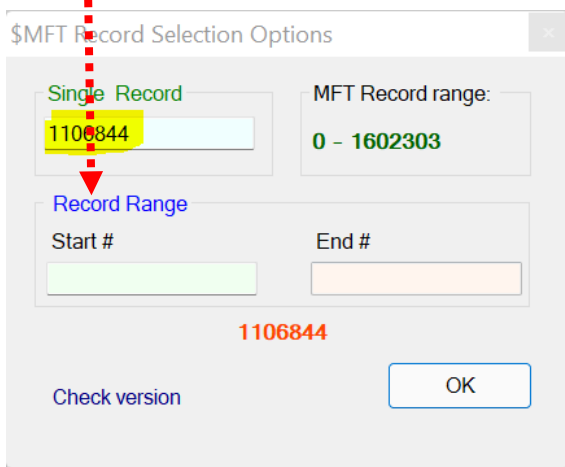 $MFT Record Selection Options
Single Record
MFT Record range:
1106844
0 - 1602303
Record Range
Start #
End #
1106844
Check version
OK